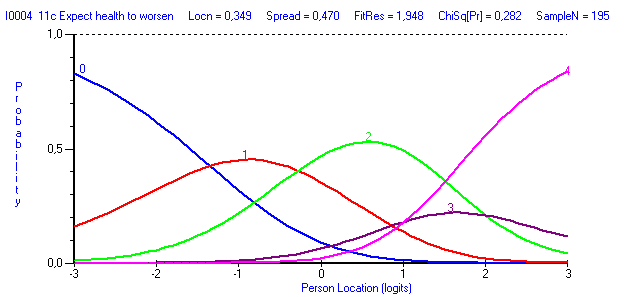 I0004 11c Expect health to worsen Locn = 0,349 Spread = 0,470 FitRes = 1,948 ChiSq[Pr] = 0,282 SampleN = 195
1,0
Probability
0,5
0,0
0
1
2
3
4
-3 -2 -1 0 1 2 3
Person Location (logits)